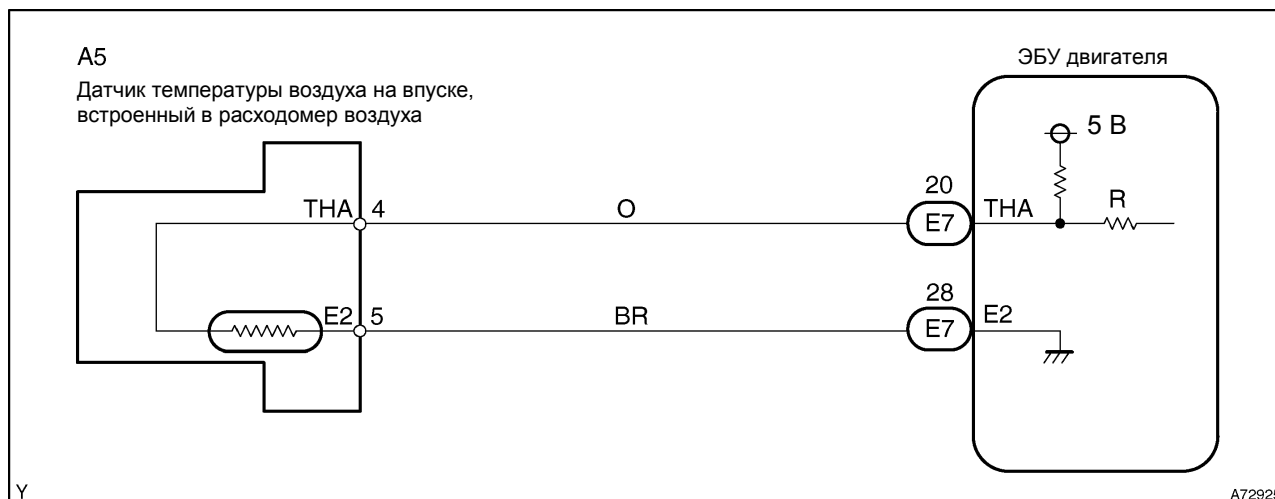 A5
Датчик температуры воздуха на впуске,
встроенный в расходомер воздуха
ЭБУ двигателя
5 В
THA 4
O
20
E7
THA
R
E2 5
BR
28
E7
E2
Y
A72925